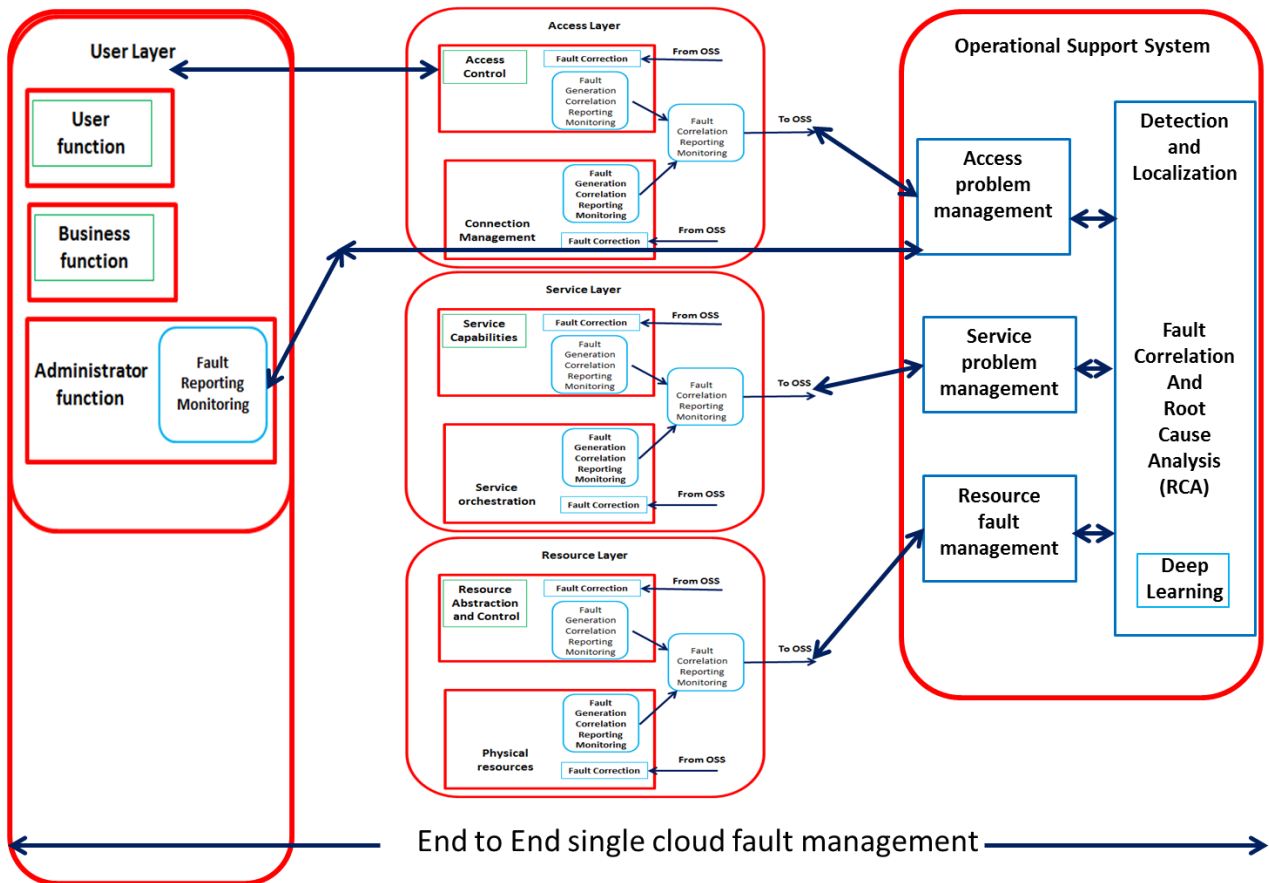 User Layer
User
function
Business
function
Administrator
function
Fault
Reporting
Monitoring
Access Layer
Access
Control
Fault Correction
From OSS
Fault
Generation
Correlation
Reporting
Monitoring
Fault
Correlation
Reporting
Monitoring
To OSS
Fault
Generation
Correlation
Reporting
Monitoring
Connection
Management
Fault Correction
From OSS
Service Layer
Service
Capabilities
Fault Correction
From OSS
Fault
Generation
Correlation
Reporting
Monitoring
Fault
Correlation
Reporting
Monitoring
To OSS
Fault
Generation
Correlation
Reporting
Monitoring
Service
orchestration
Fault Correction
From OSS
Resource Layer
Resource
Abstraction
and Control
Fault Correction
From OSS
Fault
Generation
Correlation
Reporting
Monitoring
Fault
Correlation
Reporting
Monitoring
To OSS
Fault
Generation
Correlation
Reporting
Monitoring
Physical
resources
Fault Correction
From OSS
Operational Support System
Access
problem
management
Service
problem
management
Resource
fault
management
Detection
and
Localization
Fault
Correlation
And
Root
Cause
Analysis
(RCA)
Deep
Learning
End to End single cloud fault management